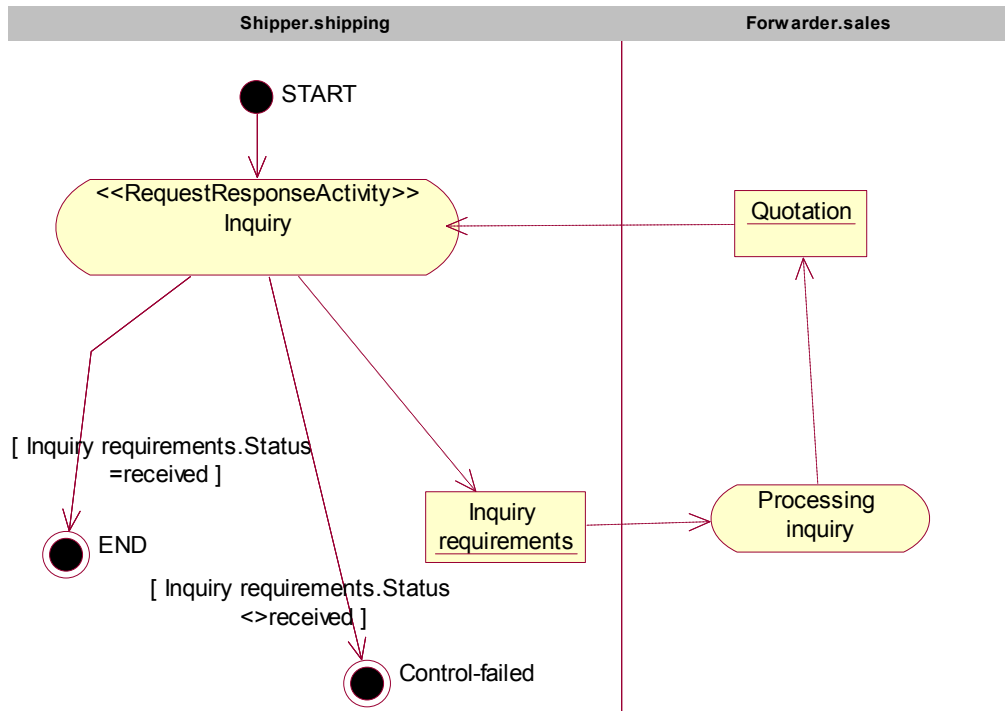 Shipper.shipping
Forwarder.sales
START
<<RequestResponseActivity>>
Inquiry
Quotation
[ Inquiry requirements.Status
=received ]
END
Inquiry
requirements
Processing
inquiry
[ Inquiry requirements.Status
<>received ]
Control-failed